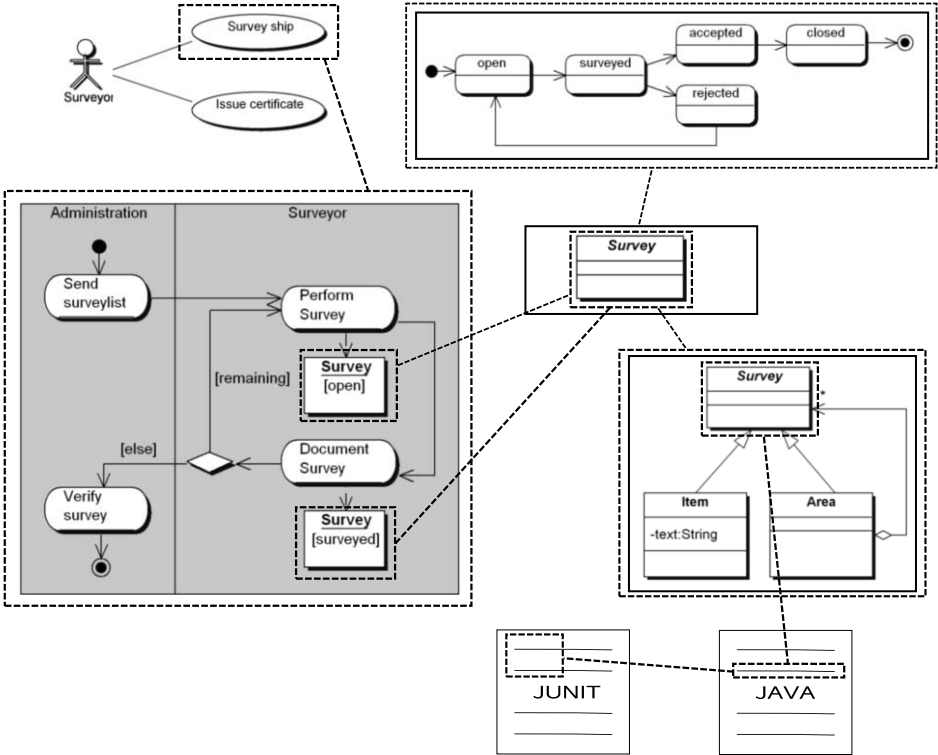 Survey ship
Surveyor
Issue certificate
open
surveyed
accepted
closed
rejected
Administration
Surveyor
Send
surveylist
Perform
Survey
Survey
[open]
[remaining]
[else]
Document
Survey
Verify
survey
Survey
[surveyed]
Survey
Survey
*
Item
-text:String
Area
JUNIT
JAVA